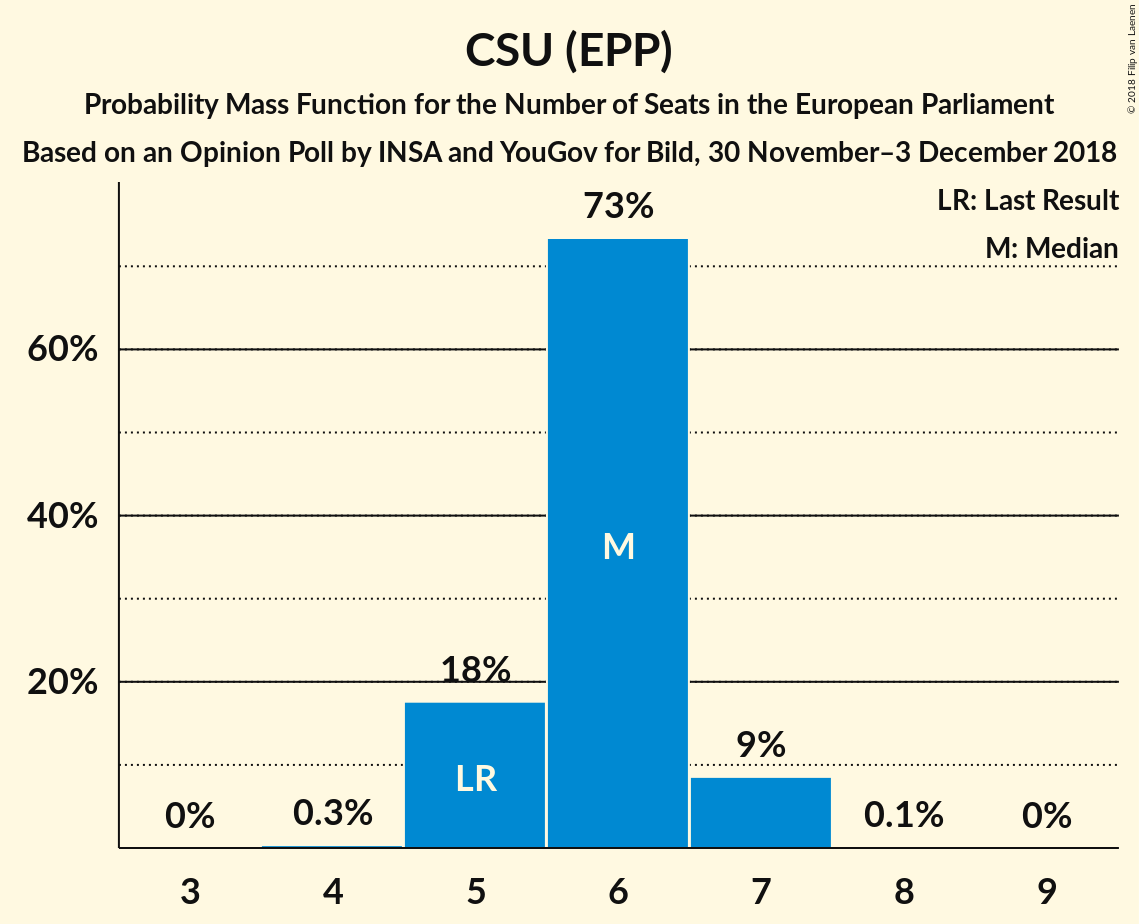 CSU (EPP)
Probability Mass Function for the Number of Seats in the European Parliament
Based on an Opinion Poll by INSA and YouGov for Bild, 30 November–3 December 2018
© 2018 Filip van Laenen
LR: Last Result
M: Median
73%
60%
40%
M
18%
20%
9%
LR
0%
0.3%
0.1%
0%
3 4 5 6 7 8 9